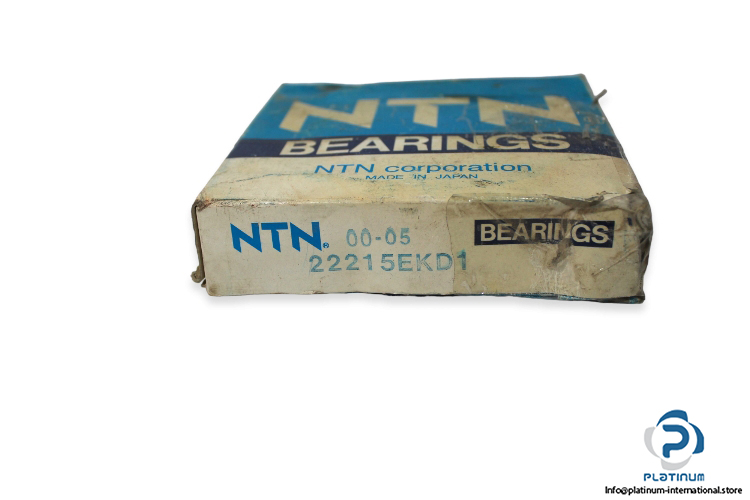 NTN
BEARINGS
NTN corporation
MADE IN JAPAN
NTN® 00-05 BEARINGS
22215EKD1
PLATINUM
Info@platinum-international.store